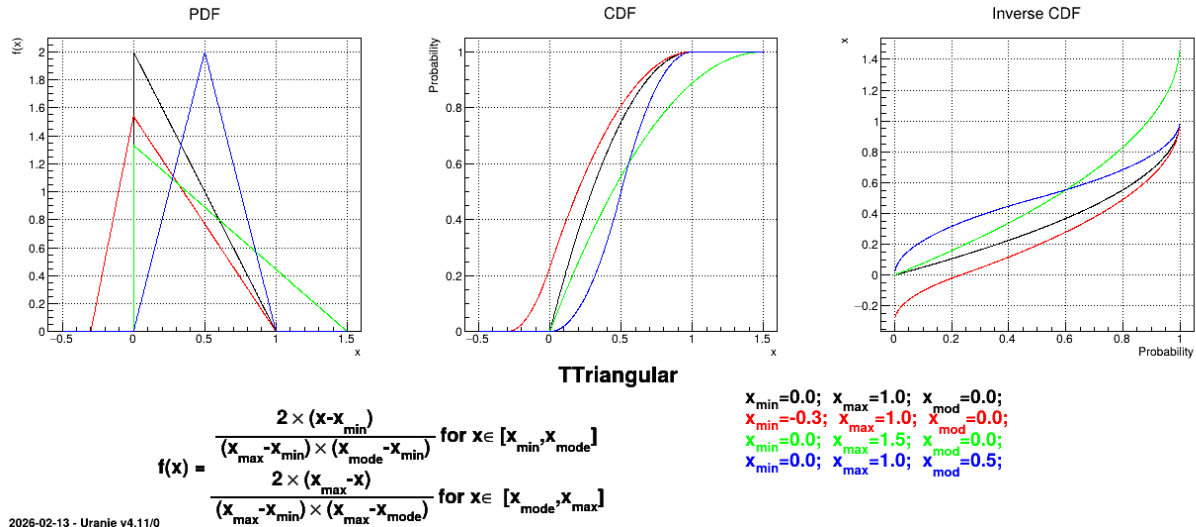 PDF
f(x)
2
1.8
1.6
1.4
1.2
1
0.8
0.6
0.4
0.2
0
−0.5 0 0.5 1 1.5
x
CDF
Probability
1
0.8
0.6
0.4
0.2
0
−0.5 0 0.5 1 1.5
x
Inverse CDF
x
1.4
1.2
1
0.8
0.6
0.4
0.2
0
−0.2
0 0.2 0.4 0.6 0.8 1
Probability
TTriangular
f(x) =
2 × (x-x_min)
(x_max-x_min) × (x_mode-x_min)
for x∈ [x_min,x_mode]
2 × (x_max-x)
(x_max-x_min) × (x_max-x_mode)
for x∈ [x_mode,x_max]
x_min=0.0; x_max=1.0; x_mod=0.0;
x_min=-0.3; x_max=1.0; x_mod=0.0;
x_min=0.0; x_max=1.5; x_mod=0.0;
x_min=0.0; x_max=1.0; x_mod=0.5;
2026-02-13 - Uranie v4.11/0